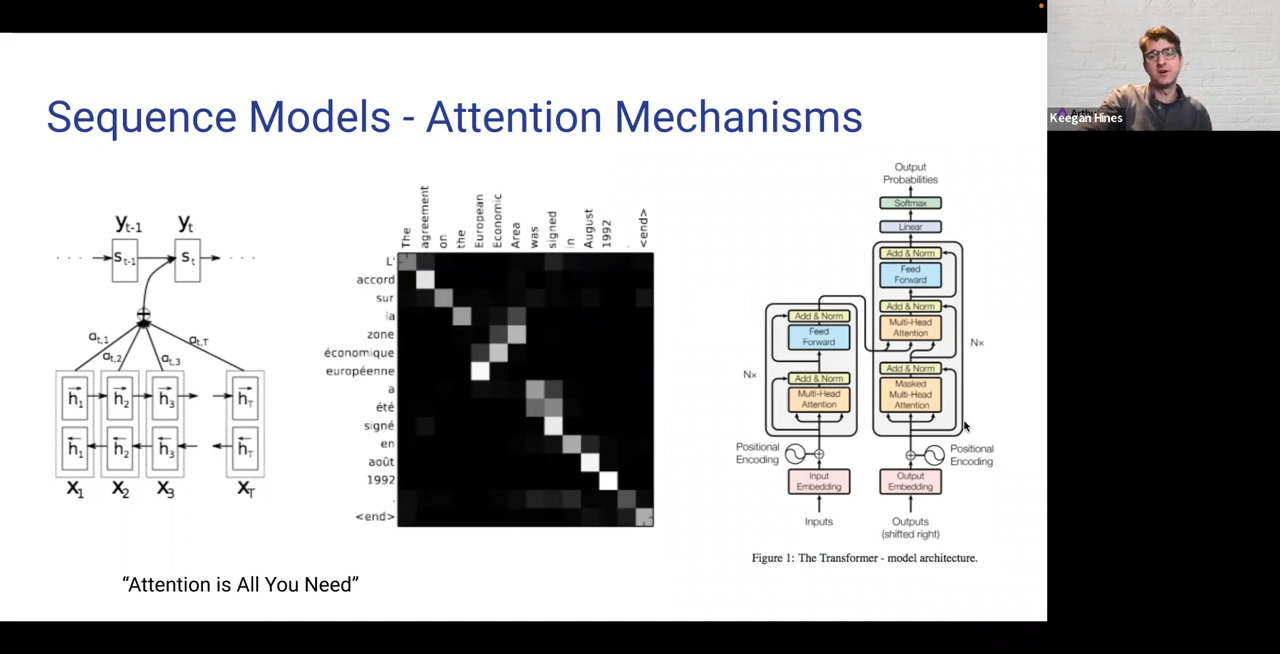 Sequence Models - Attention Mechanisms
Keegan Hines
yt-1 yt
st-1 st
at,1 at,2 at,3 at,T
h1 h2 h3 hT
h1 h2 h3 hT
X1 X2 X3 XT
The agreement on the European Economic Area was signed in August 1992 . <end>
L'
accord
sur
la
zone
économique
européenne
a
été
signé
en
août
1992
.
<end>
Output
Probabilities
Softmax
Linear
Add & Norm
Feed
Forward
Add & Norm
Multi-Head
Attention
Nx
Add & Norm
Masked
Multi-Head
Attention
Add & Norm
Feed
Forward
Nx
Add & Norm
Multi-Head
Attention
Positional
Encoding
Positional
Encoding
Input
Embedding
Output
Embedding
Inputs
Outputs
(shifted right)
Figure 1: The Transformer - model architecture.
“Attention is All You Need”